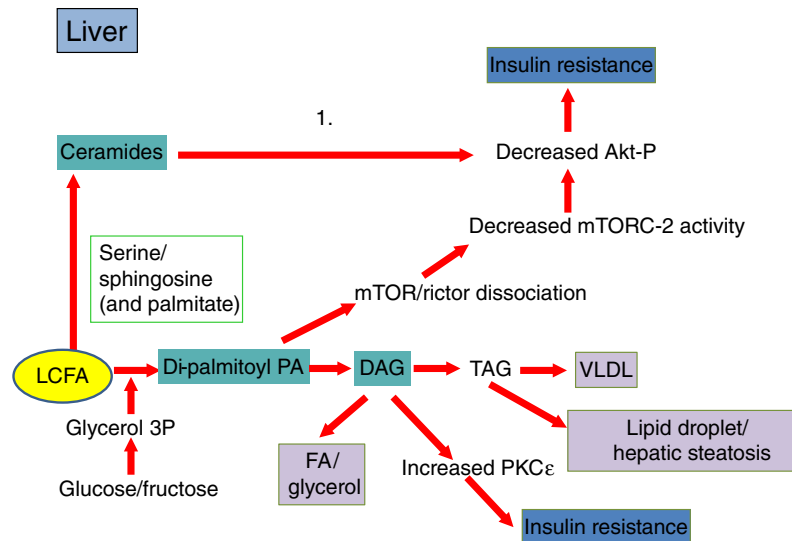 Liver
Insulin resistance
1.
Ceramides
Decreased Akt-P
Decreased mTORC-2 activity
Serine/
sphingosine
(and palmitate)
mTOR/rictor dissociation
LCFA
Di-palmitoyl PA
DAG
TAG
VLDL
Glycerol 3P
Lipid droplet/
hepatic steatosis
FA/
glycerol
Increased PKCε
Glucose/fructose
Insulin resistance